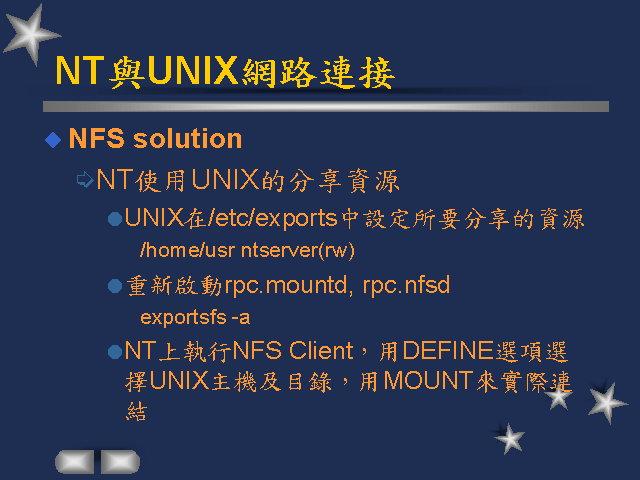 NT與UNIX網路連接
NFS solution
NT使用UNIX的分享資源
UNIX在/etc/exports中設定所要分享的資源
/home/usr ntserver(rw)
重新啟動rpc.mountd, rpc.nfsd
exportsfs -a
NT上執行NFS Client，用DEFINE選項選
擇UNIX主機及目錄，用MOUNT來實際連
結